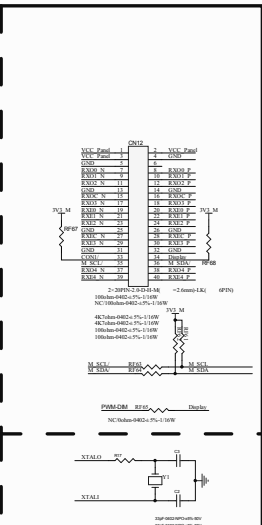 CN12
VCC_Panel 1 2 VCC_Panel
VCC_Panel 3 4 GND
GND 5 6
RXO0_N 7 8 RXO0_P
RXO1_N 9 10 RXO1_P
RXO2_N 11 12 RXO2_P
GND 13 14 GND
RXOC_N 15 16 RXOC_P
RXO3_N 17 18 RXO3_P
3V3_M RXE0_N 19 20 RXE0_P 3V3_M
RXE1_N 21 22 RXE1_P
RXE2_N 23 24 RXE2_P
RF67 GND 25 26 GND
RXEC_N 27 28 RXEC_P
RXE3_N 29 30 RXE3_P
GND 31 32 GND
CON1/ 33 34 Display
M_SCL/ 35 36 M_SDA/ RF68
RXO4_N 37 38 RXO4_P
RXE4_N 39 40 RXE4_P
2×20PIN-2.0-D-H-M( =2.6mm)-LK( 6PIN)
100ohm-0402-±5%-1/16W
NC/100ohm-0402-±5%-1/16W
4K7ohm-0402-±5%-1/16W 3V3_M
4K7ohm-0402-±5%-1/16W
100ohm-0402-±5%-1/16W
100ohm-0402-±5%-1/16W
M_SCL/ RF63 M_SCL
M_SDA/ RF64 M_SDA
PWM-DIM RF65 Display
NC/0ohm-0402-±5%-1/16W
XTALO R17
Y1
XTALI